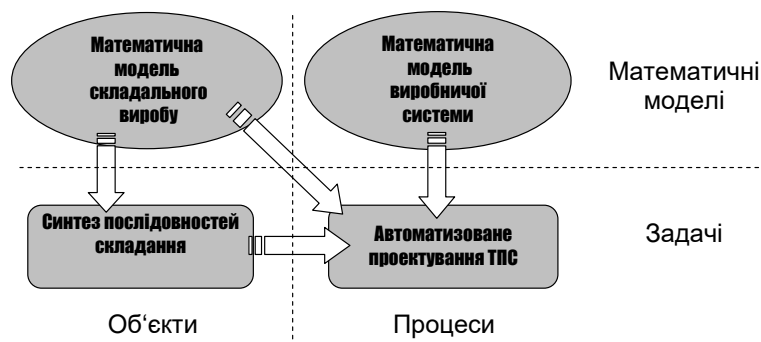 Математична
модель
складального
виробу
Математична
модель
виробничої
системи
Математичні
моделі
Синтез послідовностей
складання
Автоматизоване
проектування ТПС
Задачі
Об‘єкти
Процеси